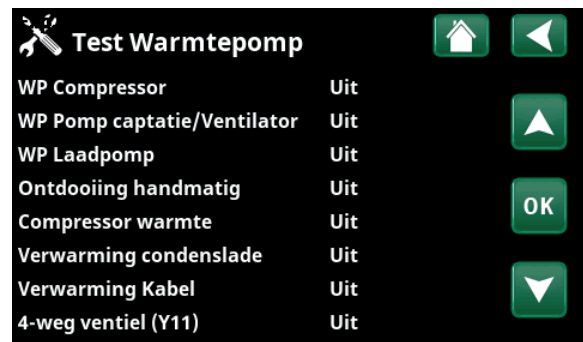 Test Warmtepomp
WP Compressor Uit
WP Pomp captatie/Ventilator Uit
WP Laadpomp Uit
Ontdooiing handmatig Uit
Compressor warmte Uit
Verwarming condenslade Uit
Verwarming Kabel Uit
4-weg ventiel (Y11) Uit
OK